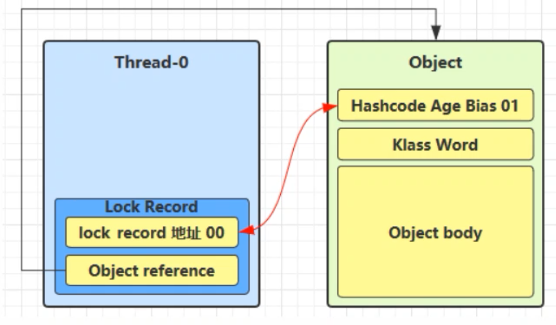 Thread-0
Lock Record
lock record 地址 00
Object reference
Object
Hashcode Age Bias 01
Klass Word
Object body